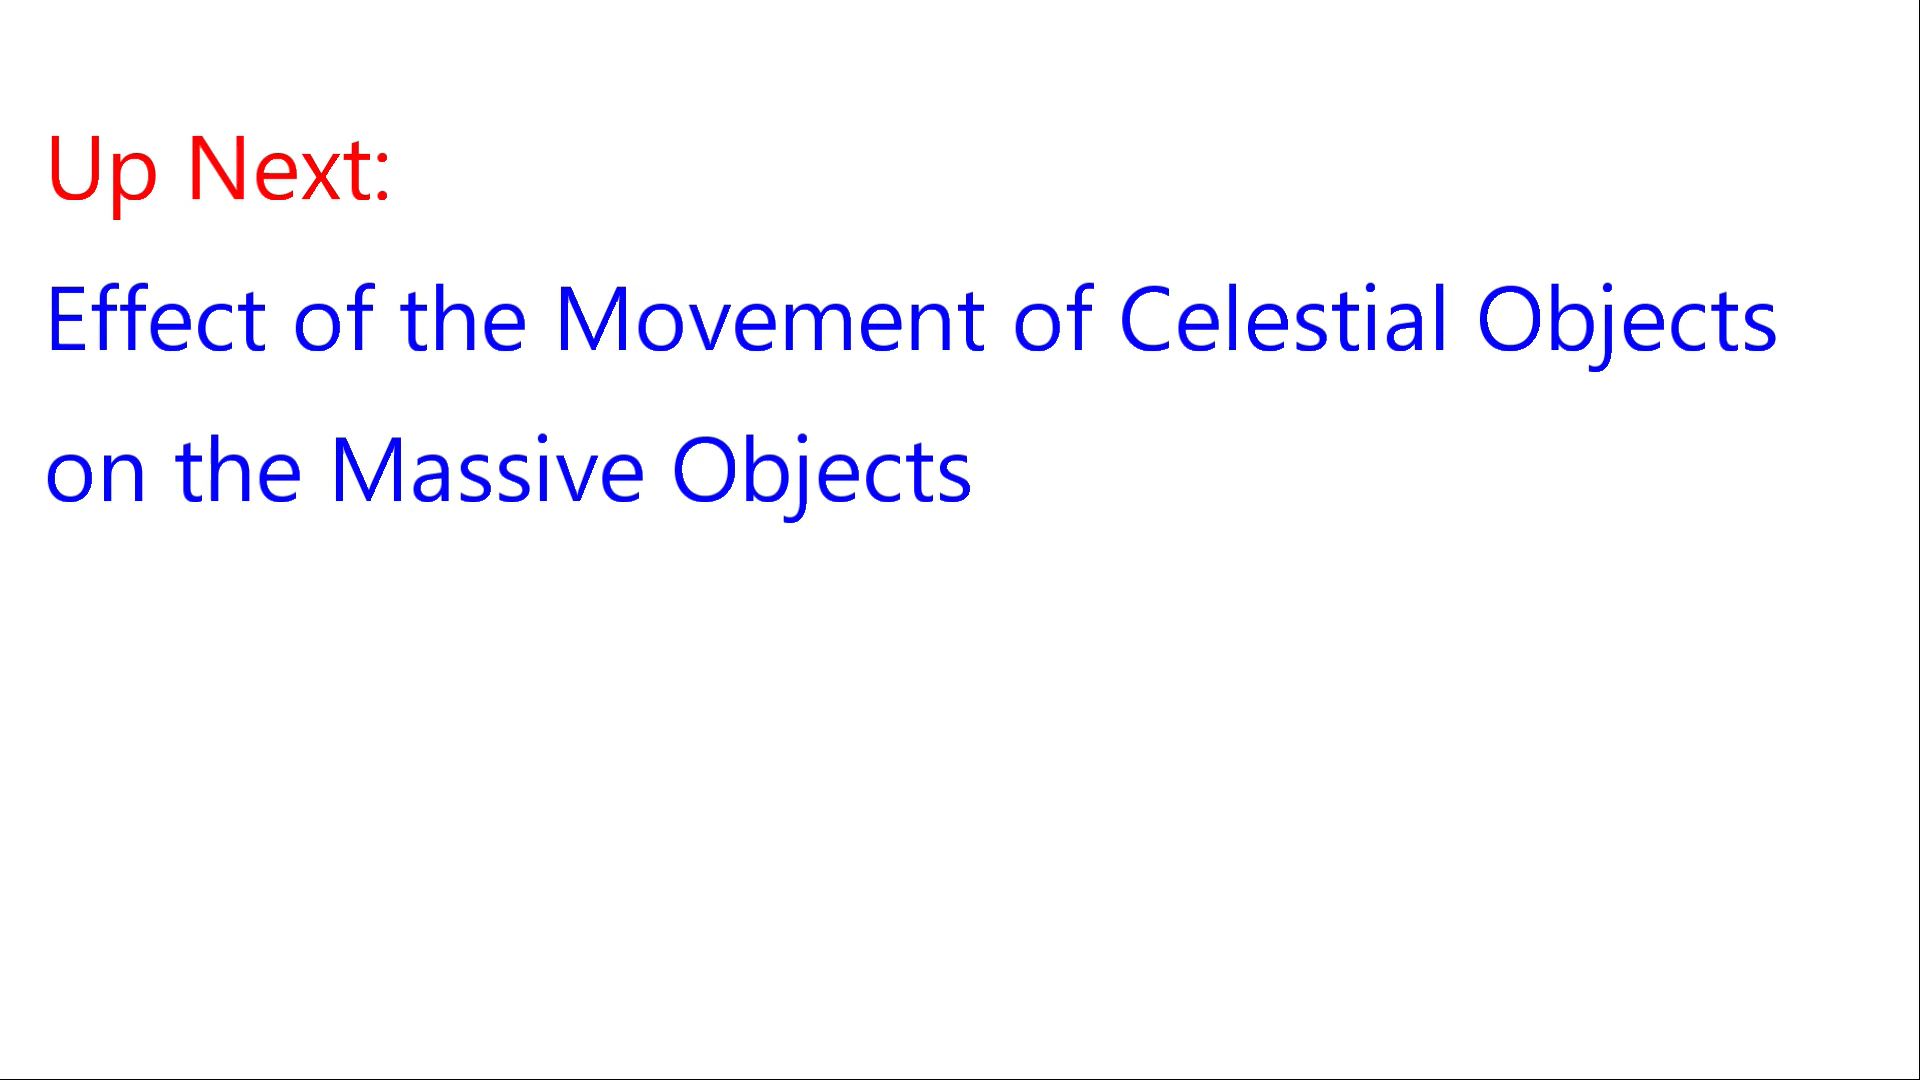 Up Next:
Effect of the Movement of Celestial Objects
on the Massive Objects